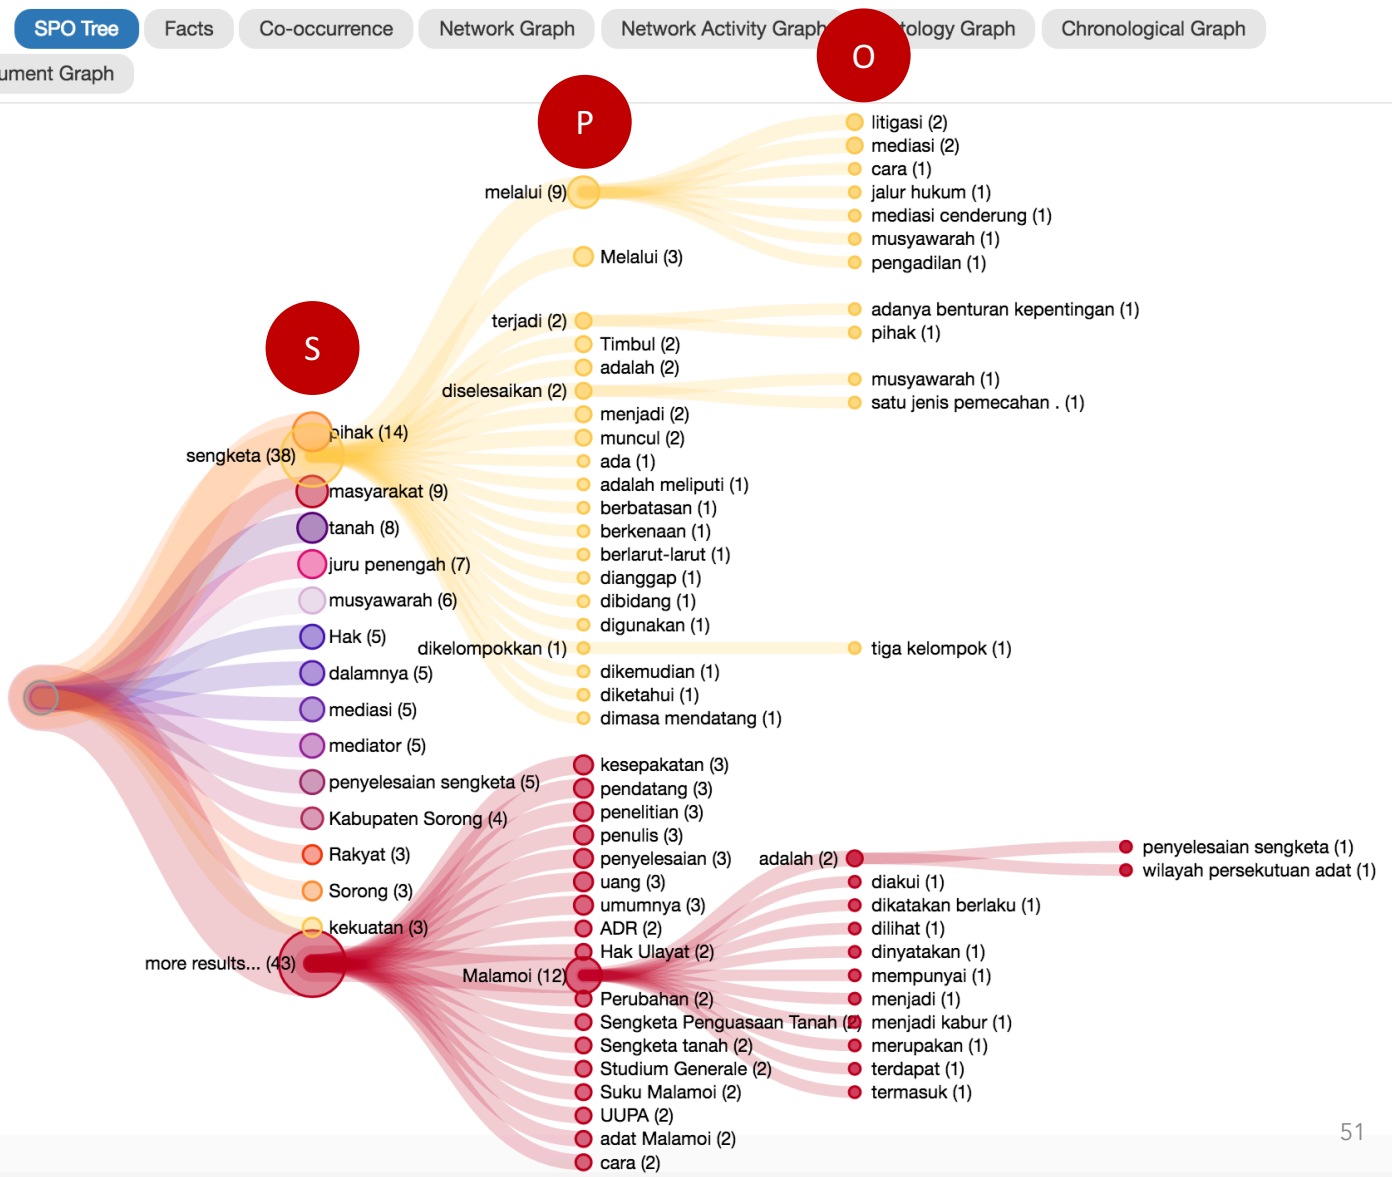 SPO Tree
Facts
Co-occurrence
Network Graph
Network Activity Graph
tology Graph
Chronological Graph
ument Graph
S
P
O
sengketa (38)
pihak (14)
masyarakat (9)
tanah (8)
juru penengah (7)
musyawarah (6)
Hak (5)
dalamnya (5)
mediasi (5)
mediator (5)
penyelesaian sengketa (5)
Kabupaten Sorong (4)
Rakyat (3)
Sorong (3)
kekuatan (3)
more results... (43)
melalui (9)
Melalui (3)
terjadi (2)
Timbul (2)
adalah (2)
diselesaikan (2)
menjadi (2)
muncul (2)
ada (1)
adalah meliputi (1)
berbatasan (1)
berkenaan (1)
berlarut-larut (1)
dianggap (1)
dibidang (1)
digunakan (1)
dikelompokkan (1)
dikemudian (1)
diketahui (1)
dimasa mendatang (1)
litigasi (2)
mediasi (2)
cara (1)
jalur hukum (1)
mediasi cenderung (1)
musyawarah (1)
pengadilan (1)
adanya benturan kepentingan (1)
pihak (1)
musyawarah (1)
satu jenis pemecahan . (1)
tiga kelompok (1)
kesepakatan (3)
pendatang (3)
penelitian (3)
penulis (3)
penyelesaian (3)
uang (3)
umumnya (3)
ADR (2)
Hak Ulayat (2)
Malamoi (12)
Perubahan (2)
Sengketa Penguasaan Tanah (2)
Sengketa tanah (2)
Studium Generale (2)
Suku Malamoi (2)
UUPA (2)
adat Malamoi (2)
cara (2)
adalah (2)
diakui (1)
dikatakan berlaku (1)
dilihat (1)
dinyatakan (1)
mempunyai (1)
menjadi (1)
menjadi kabur (1)
merupakan (1)
terdapat (1)
termasuk (1)
penyelesaian sengketa (1)
wilayah persekutuan adat (1)
51